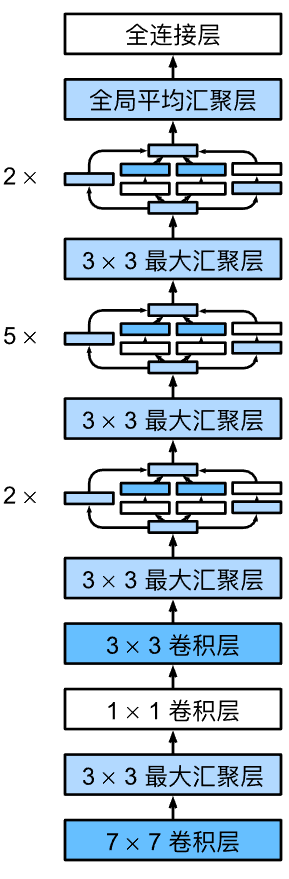 全连接层
全局平均汇聚层
2 ×
3 × 3 最大汇聚层
5 ×
3 × 3 最大汇聚层
2 ×
3 × 3 最大汇聚层
3 × 3 卷积层
1 × 1 卷积层
3 × 3 最大汇聚层
7 × 7 卷积层